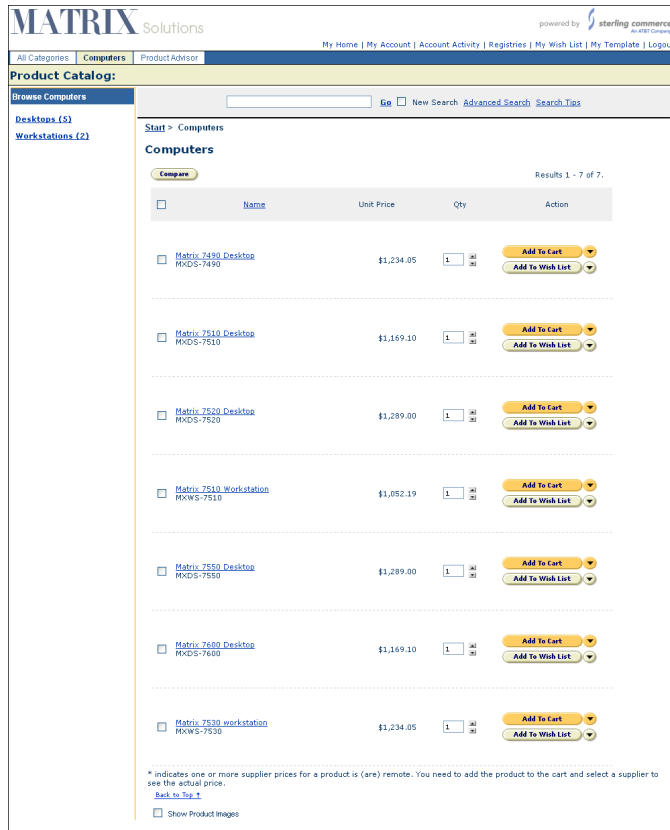 MATRIX Solutions
powered by sterling commerce
An AT&T Company
My Home | My Account | Account Activity | Registries | My Wish List | My Template | Logou
All Categories Computers Product Advisor
Product Catalog:
Browse Computers
Desktops (5)
Workstations (2)
Go New Search Advanced Search Search Tips
Start > Computers
Computers
Compare Results 1 - 7 of 7.
Name Unit Price Qty Action
Matrix 7490 Desktop
MXDS-7490
$1,234.05 1
Add To Cart
Add To Wish List
Matrix 7510 Desktop
MXDS-7510
$1,169.10 1
Add To Cart
Add To Wish List
Matrix 7520 Desktop
MXDS-7520
$1,289.00 1
Add To Cart
Add To Wish List
Matrix 7510 Workstation
MXWS-7510
$1,052.19 1
Add To Cart
Add To Wish List
Matrix 7550 Desktop
MXDS-7550
$1,289.00 1
Add To Cart
Add To Wish List
Matrix 7600 Desktop
MXDS-7600
$1,169.10 1
Add To Cart
Add To Wish List
Matrix 7530 workstation
MXWS-7530
$1,234.05 1
Add To Cart
Add To Wish List
* indicates one or more supplier prices for a product is (are) remote. You need to add the product to the cart and select a supplier to
see the actual price.
Back to Top ↑
Show Product Images